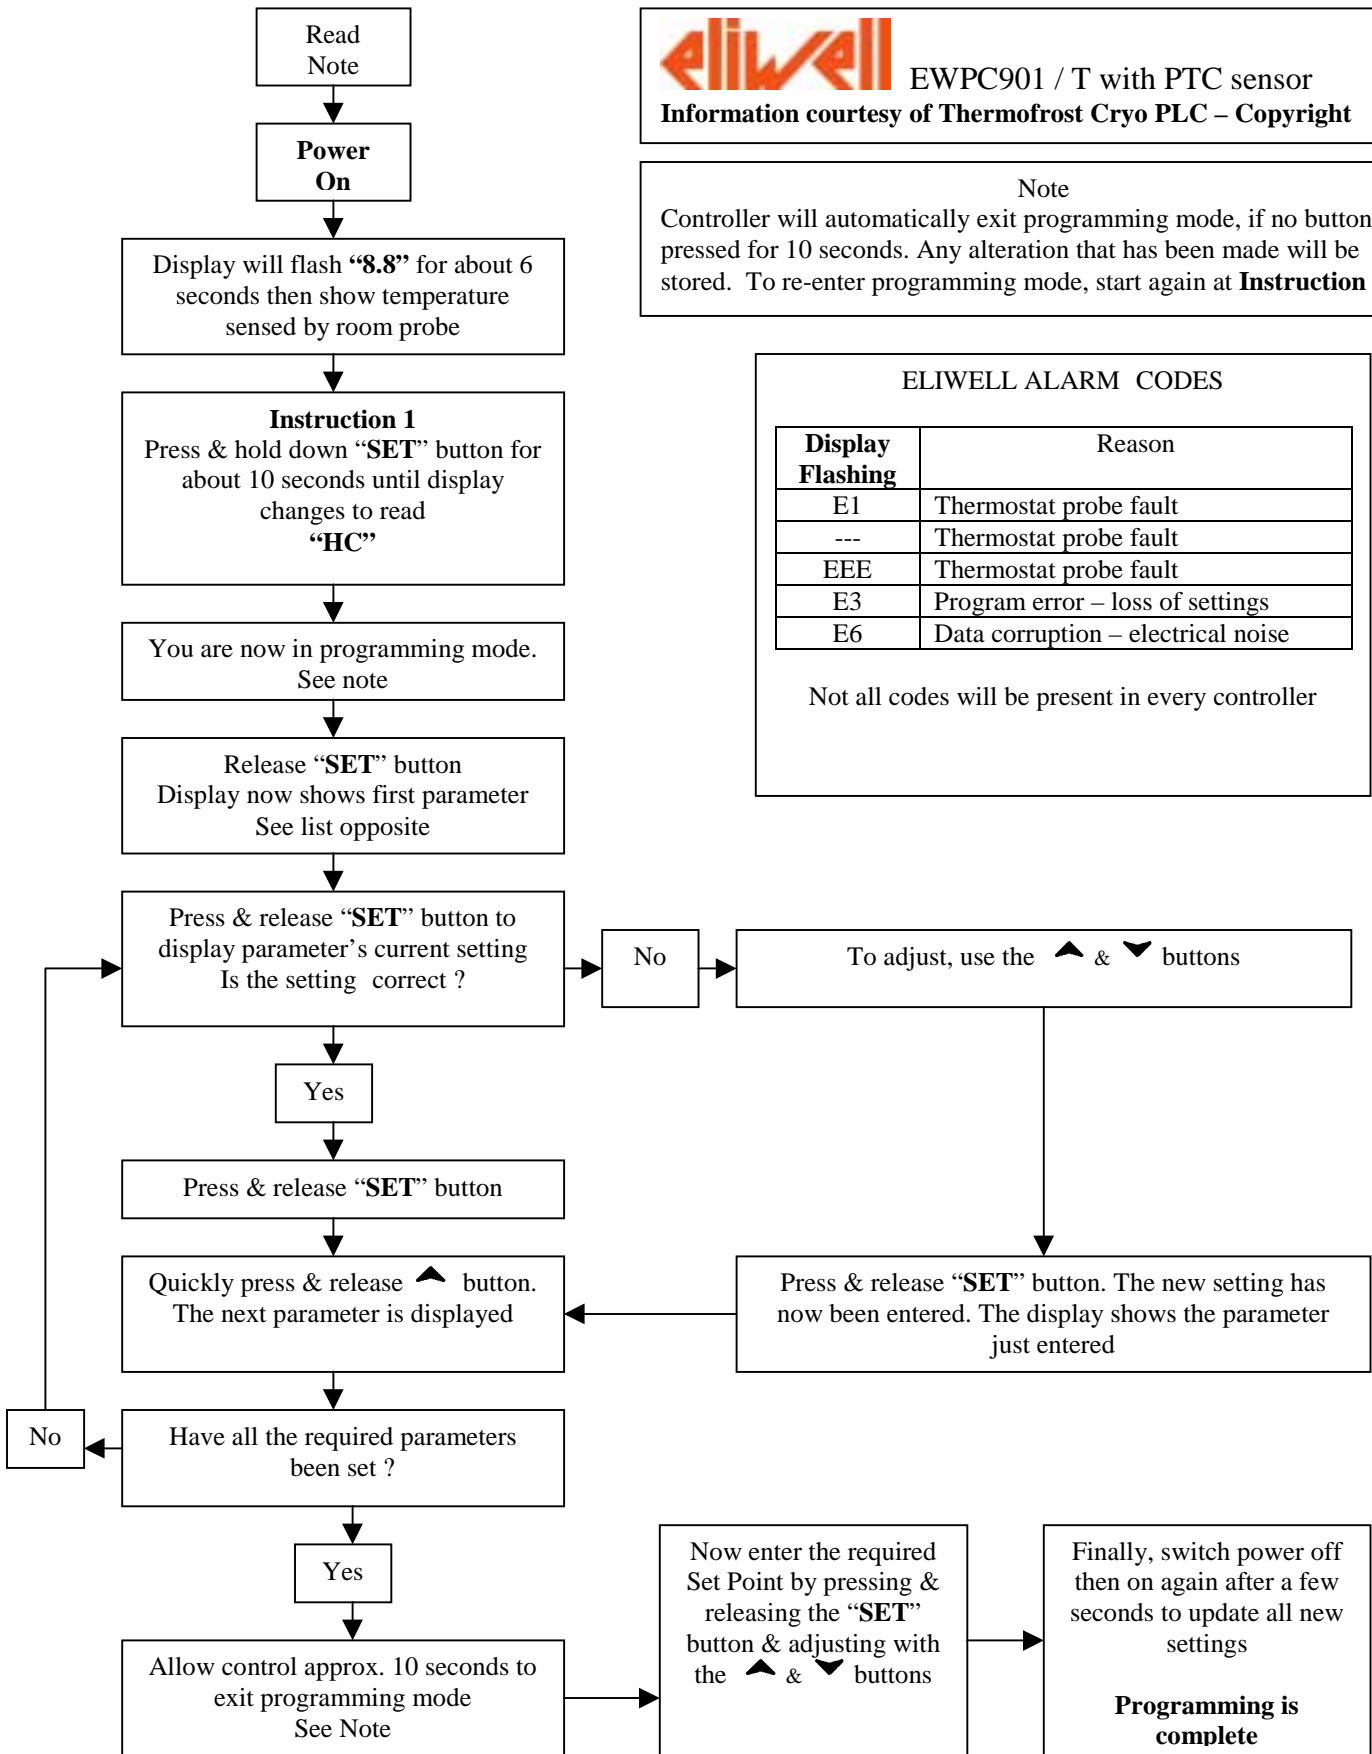 Read
Note
Power
On
Display will flash “8.8” for about 6
seconds then show temperature
sensed by room probe
Instruction 1
Press & hold down “SET” button for
about 10 seconds until display
changes to read
“HC”
You are now in programming mode.
See note
Release “SET” button
Display now shows first parameter
See list opposite
Press & release “SET” button to
display parameter’s current setting
Is the setting correct ?
No
To adjust, use the & buttons
Yes
Press & release “SET” button
Quickly press & release button.
The next parameter is displayed
Press & release “SET” button. The new setting has
now been entered. The display shows the parameter
just entered
Have all the required parameters
been set ?
No
Yes
Allow control approx. 10 seconds to
exit programming mode
See Note
Now enter the required
Set Point by pressing &
releasing the “SET”
button & adjusting with
the & buttons
Finally, switch power off
then on again after a few
seconds to update all new
settings
Programming is
complete
eliwell EWPC901 / T with PTC sensor
Information courtesy of Thermofrost Cryo PLC – Copyright
Note
Controller will automatically exit programming mode, if no button
pressed for 10 seconds. Any alteration that has been made will be
stored. To re-enter programming mode, start again at Instruction
ELIWELL ALARM CODES
Display Flashing Reason
E1 Thermostat probe fault
--- Thermostat probe fault
EEE Thermostat probe fault
E3 Program error – loss of settings
E6 Data corruption – electrical noise
Not all codes will be present in every controller